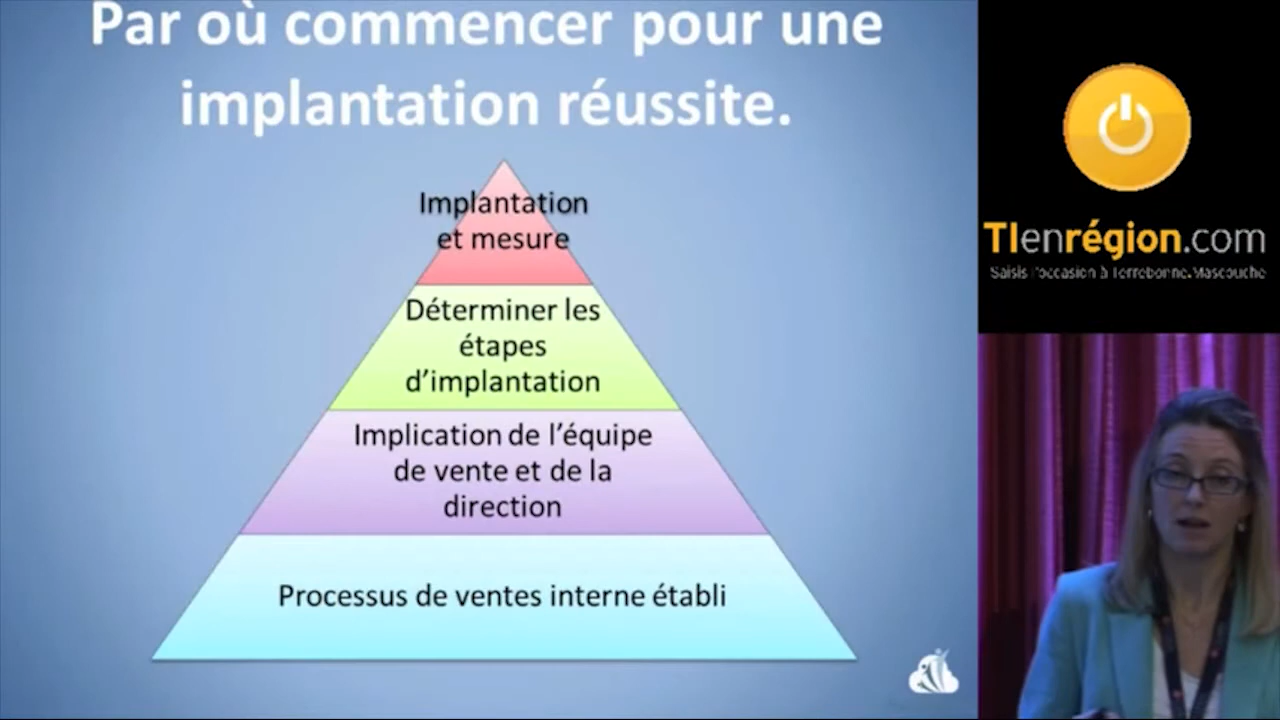 Par où commencer pour une
implantation réussite.
Implantation
et mesure
Déterminer les
étapes
d’implantation
Implication de l’équipe
de vente et de la
direction
Processus de ventes interne établi
TIenrégion.com
Saisis l'occasion à Terrebonne.Mascouche